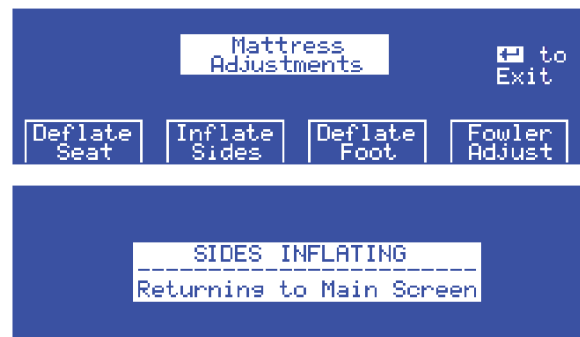 Mattress
Adjustments
↵ to
Exit
Deflate Seat
Inflate Sides
Deflate Foot
Fowler Adjust
SIDES INFLATING
Returning to Main Screen